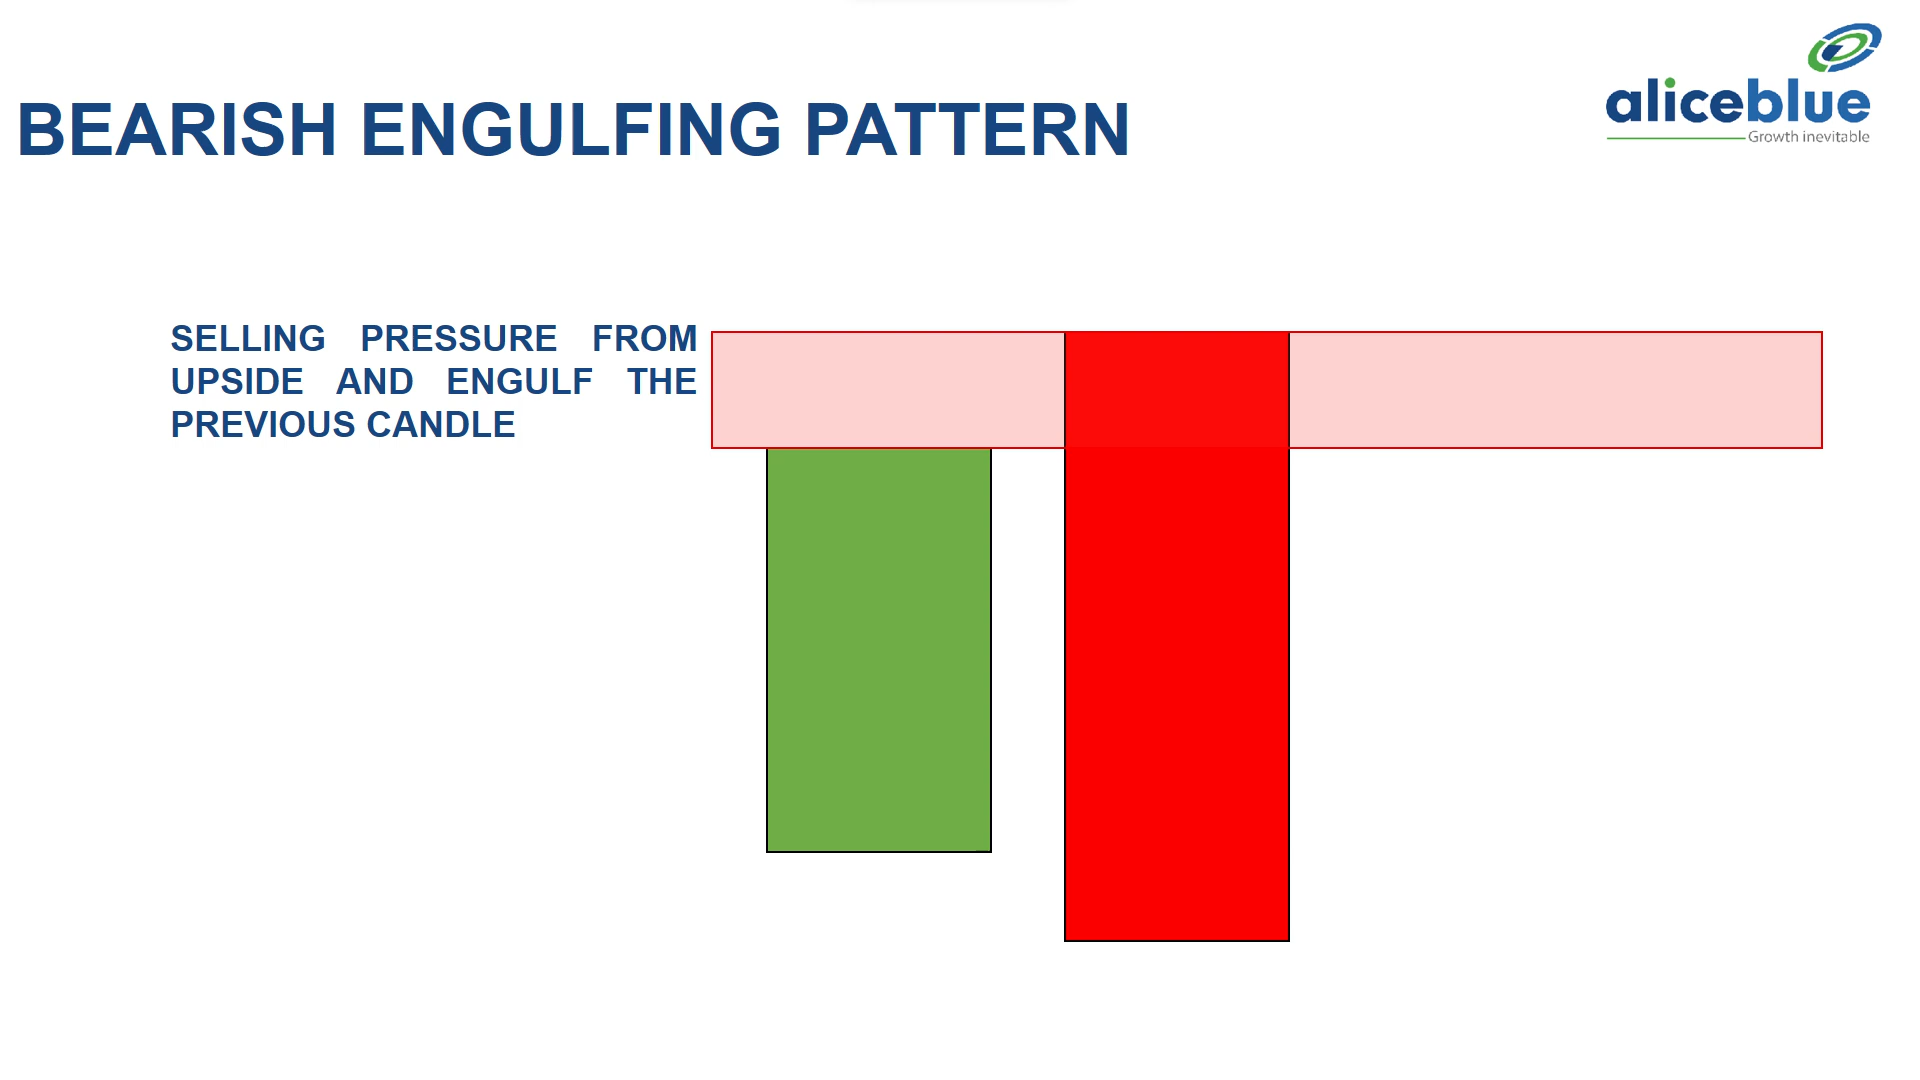 aliceblue
Growth inevitable
BEARISH ENGULFING PATTERN
SELLING PRESSURE FROM
UPSIDE AND ENGULF THE
PREVIOUS CANDLE